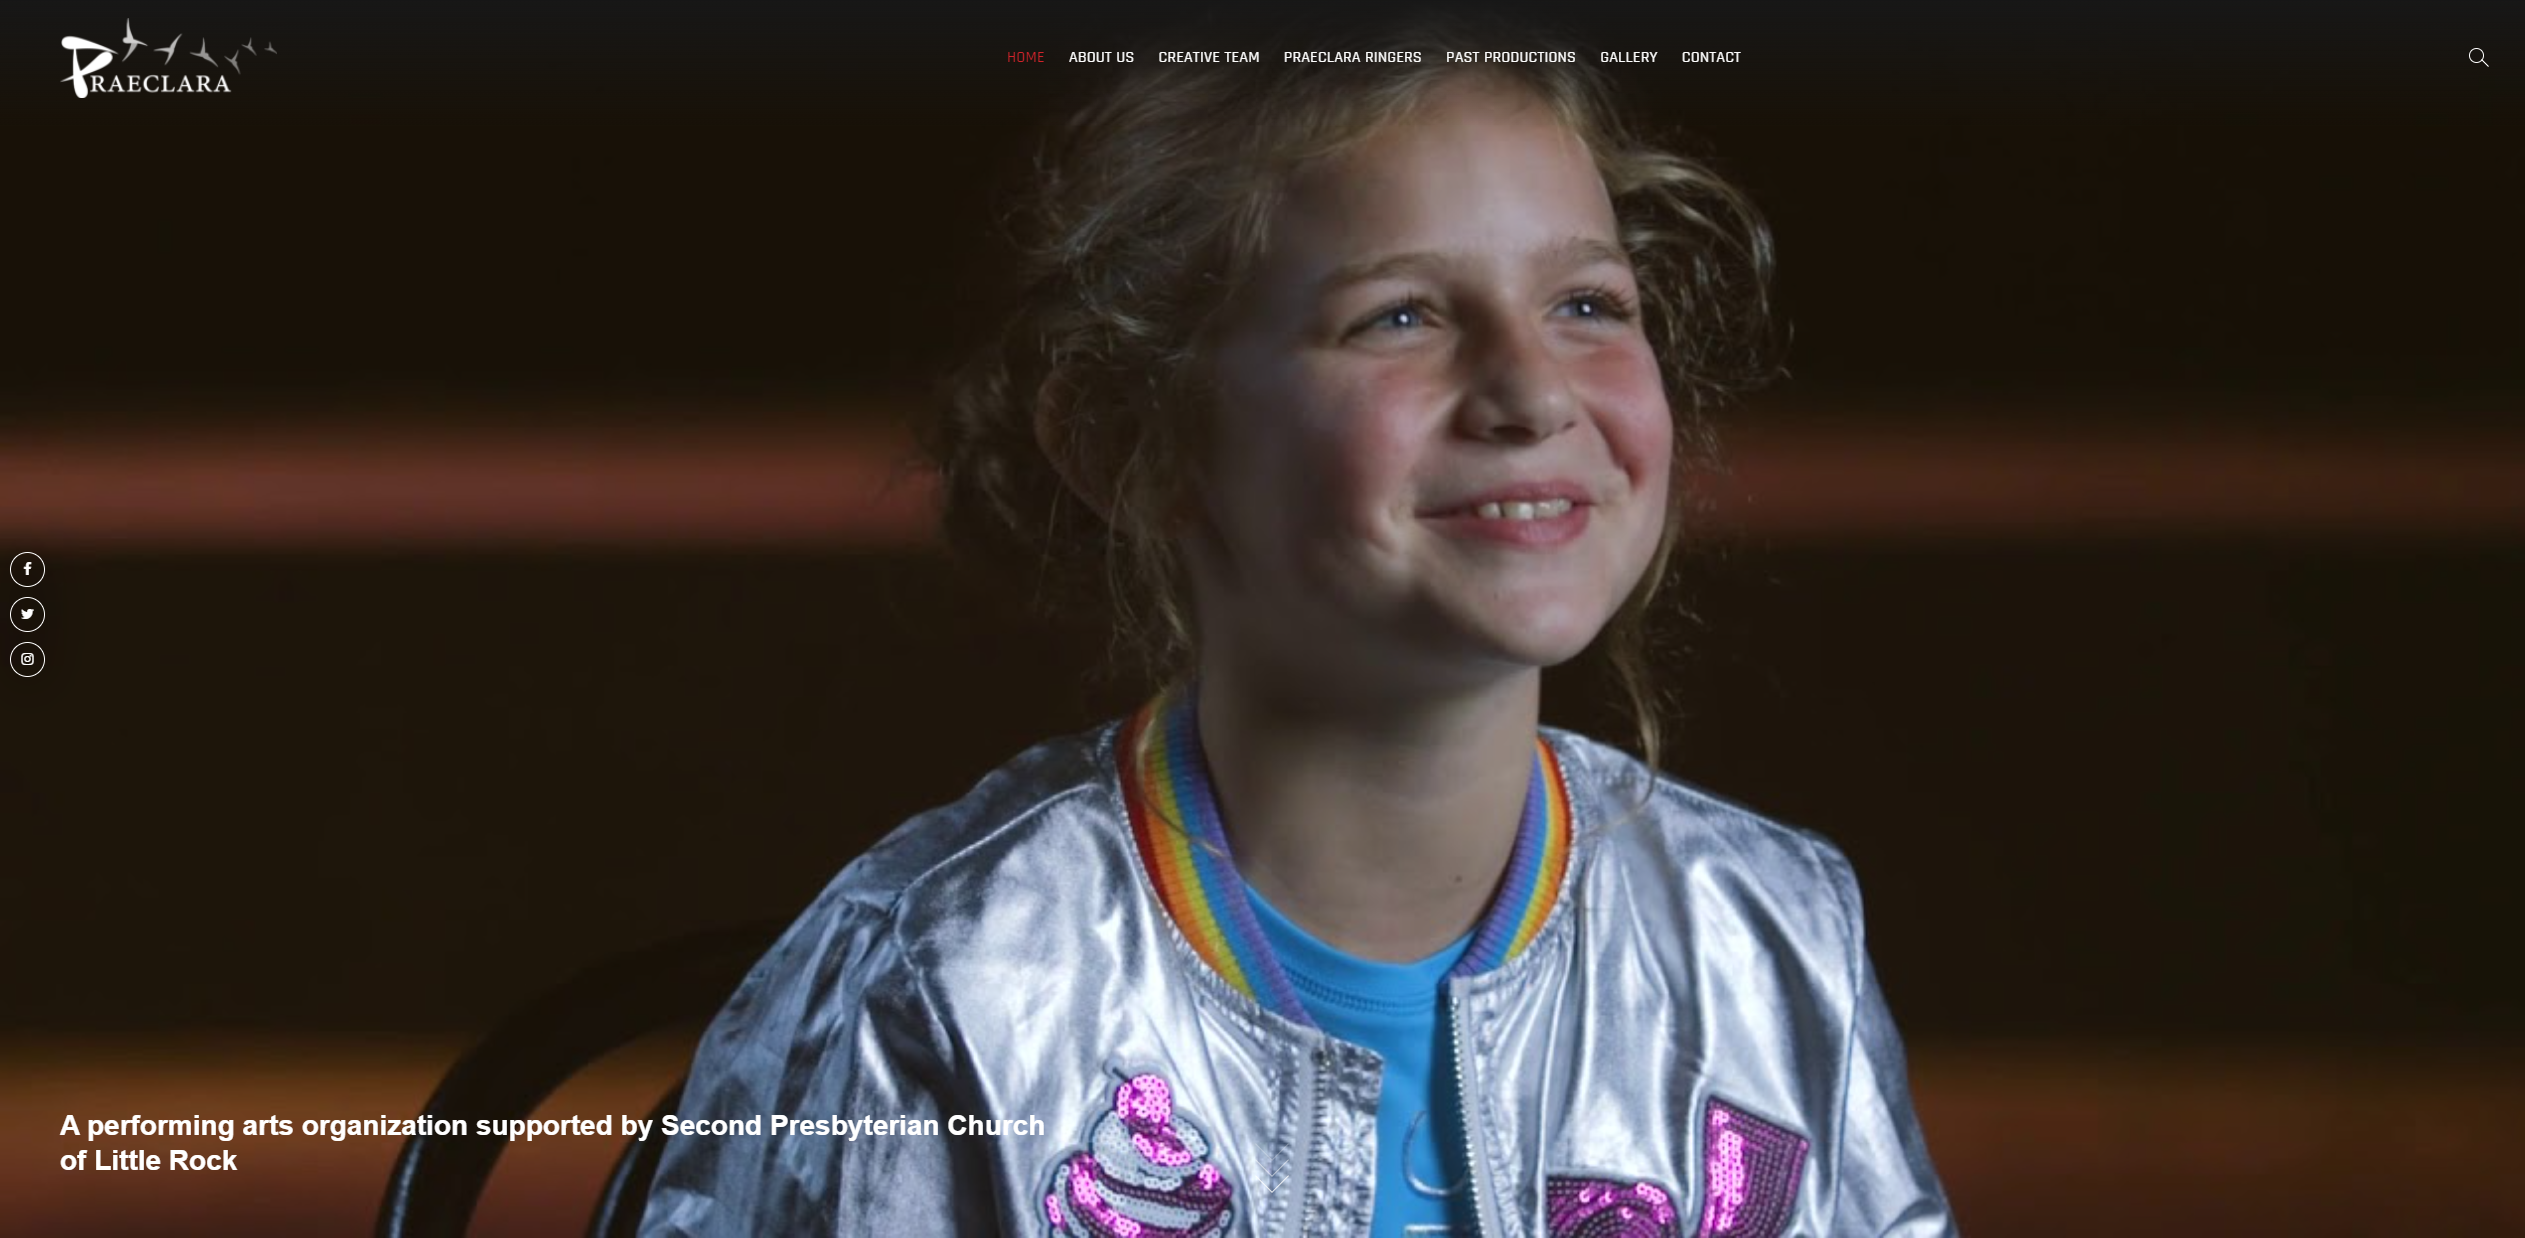 PRAECLARA
HOME ABOUT US CREATIVE TEAM PRAECLARA RINGERS PAST PRODUCTIONS GALLERY CONTACT
A performing arts organization supported by Second Presbyterian Church
of Little Rock